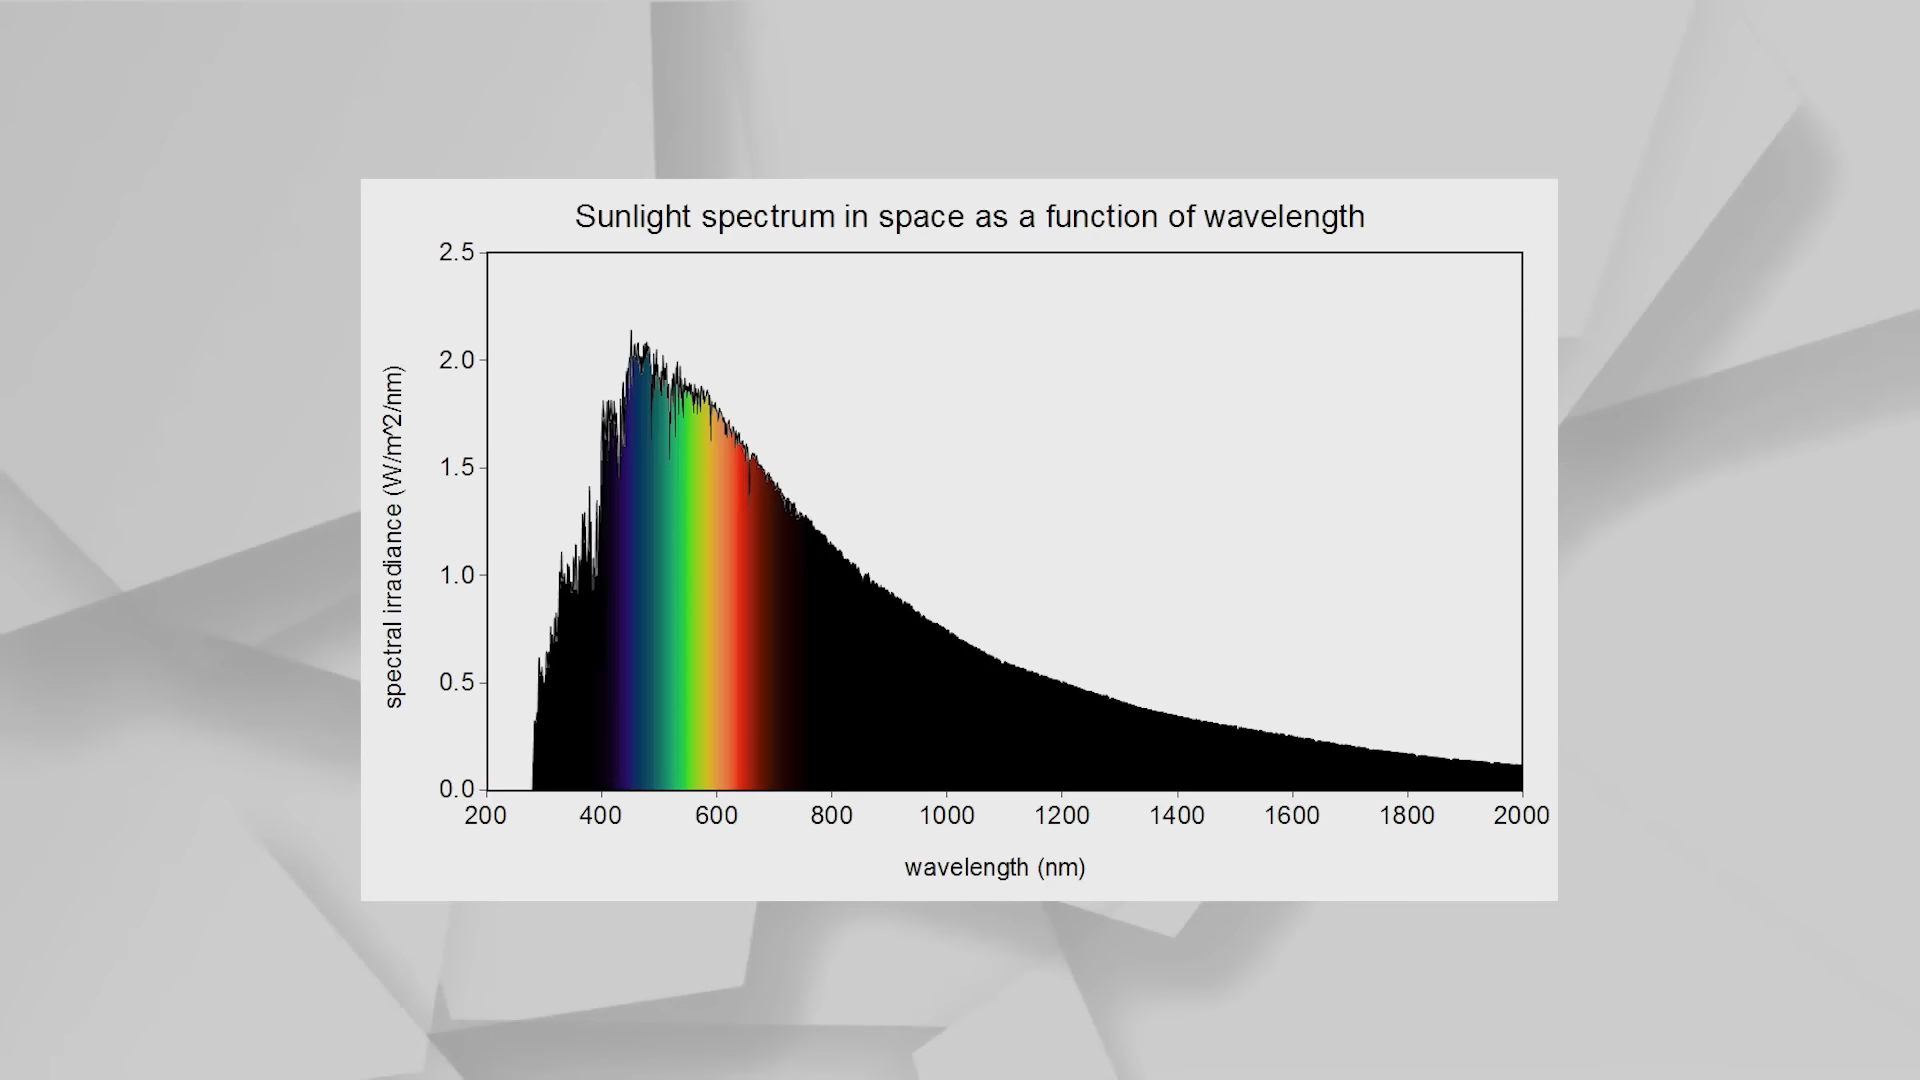 Sunlight spectrum in space as a function of wavelength
2.5
2.0
1.5
1.0
0.5
0.0
spectral irradiance (W/m^2/nm)
200 400 600 800 1000 1200 1400 1600 1800 2000
wavelength (nm)